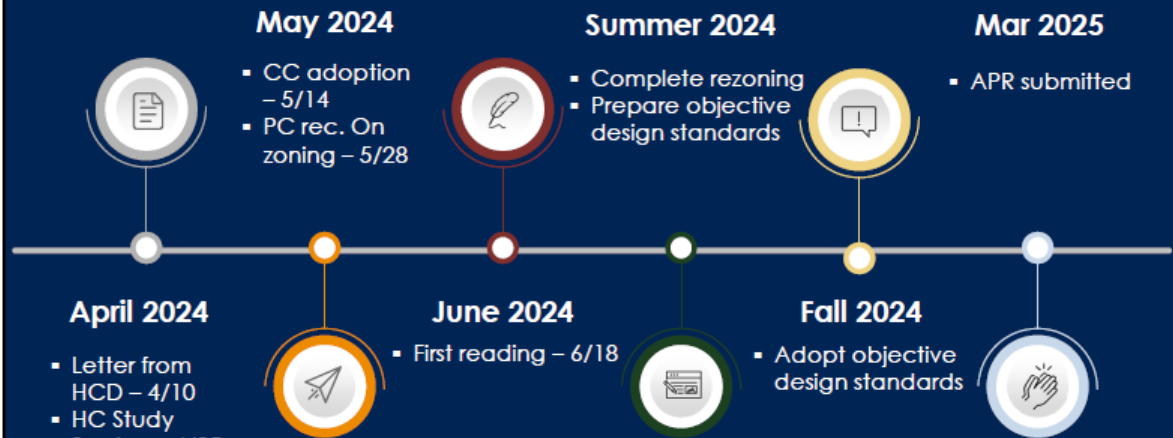 May 2024
▪ CC adoption
– 5/14
▪ PC rec. On
zoning – 5/28
Summer 2024
▪ Complete rezoning
▪ Prepare objective
design standards
Mar 2025
▪ APR submitted
April 2024
▪ Letter from
HCD – 4/10
▪ HC Study
June 2024
▪ First reading – 6/18
Fall 2024
▪ Adopt objective
design standards